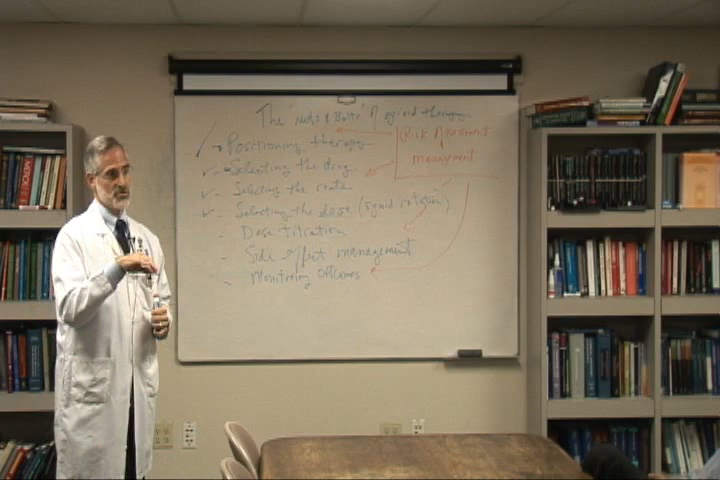 The "Nuts & Bolts" of opioid therapy
Positioning therapy
- Selecting the drug
- Selecting the route
- Selecting the dose (opioid rotation)
- Dose titration
- Side effect management
- Monitoring outcomes
Risk Assessment
&
management